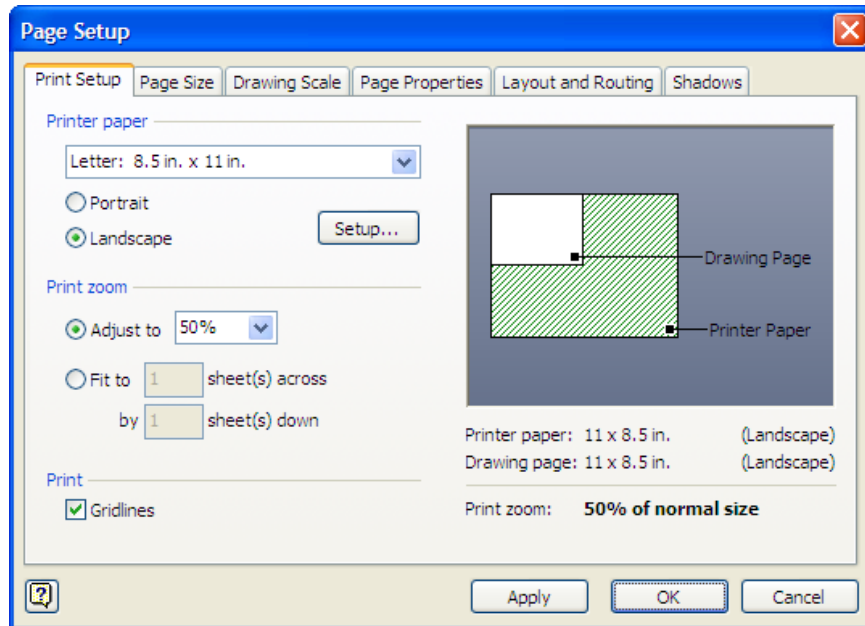 Page Setup
Print Setup Page Size Drawing Scale Page Properties Layout and Routing Shadows
Printer paper
Letter: 8.5 in. x 11 in.
Portrait
Landscape
Setup...
Print zoom
Adjust to 50%
Fit to 1 sheet(s) across
by 1 sheet(s) down
Print
Gridlines
Drawing Page
Printer Paper
Printer paper: 11 x 8.5 in. (Landscape)
Drawing page: 11 x 8.5 in. (Landscape)
Print zoom: 50% of normal size
? Apply OK Cancel